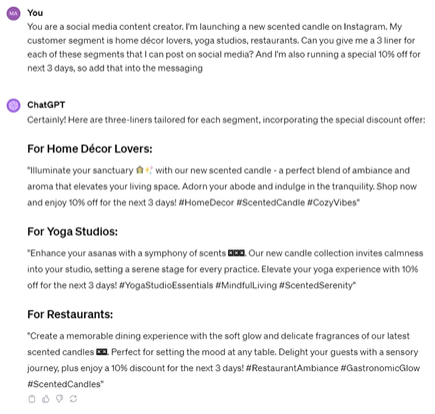 MA You
You are a social media content creator. I'm launching a new scented candle on Instagram. My
customer segment is home décor lovers, yoga studios, restaurants. Can you give me a 3 liner for
each of these segments that I can post on social media? And I'm also running a special 10% off for
next 3 days, so add that into the messaging
ChatGPT
Certainly! Here are three-liners tailored for each segment, incorporating the special discount offer:
For Home Décor Lovers:
"Illuminate your sanctuary 🏠✨ with our new scented candle - a perfect blend of ambiance and
aroma that elevates your living space. Adorn your abode and indulge in the tranquility. Shop now
and enjoy 10% off for the next 3 days! #HomeDecor #ScentedCandle #CozyVibes"
For Yoga Studios:
"Enhance your asanas with a symphony of scents. Our new candle collection invites calmness
into your studio, setting a serene stage for every practice. Elevate your yoga experience with 10%
off for the next 3 days! #YogaStudioEssentials #MindfulLiving #ScentedSerenity"
For Restaurants:
"Create a memorable dining experience with the soft glow and delicate fragrances of our latest
scented candles. Perfect for setting the mood at any table. Delight your guests with a sensory
journey, plus enjoy a 10% discount for the next 3 days! #RestaurantAmbiance #GastronomicGlow
#ScentedCandles"